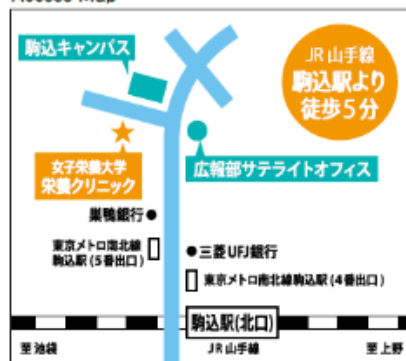 Access Map
駒込キャンパス
JR 山手線
駒込駅より
徒歩5分
女子栄養大学
栄養クリニック
広報部サテライトオフィス
巣鴨銀行●
東京メトロ南北線
駒込駅(5番出口)
●三菱UFJ銀行
東京メトロ南北線駒込駅(4番出口)
駒込駅(北口)
至池袋
JR 山手線
至上野